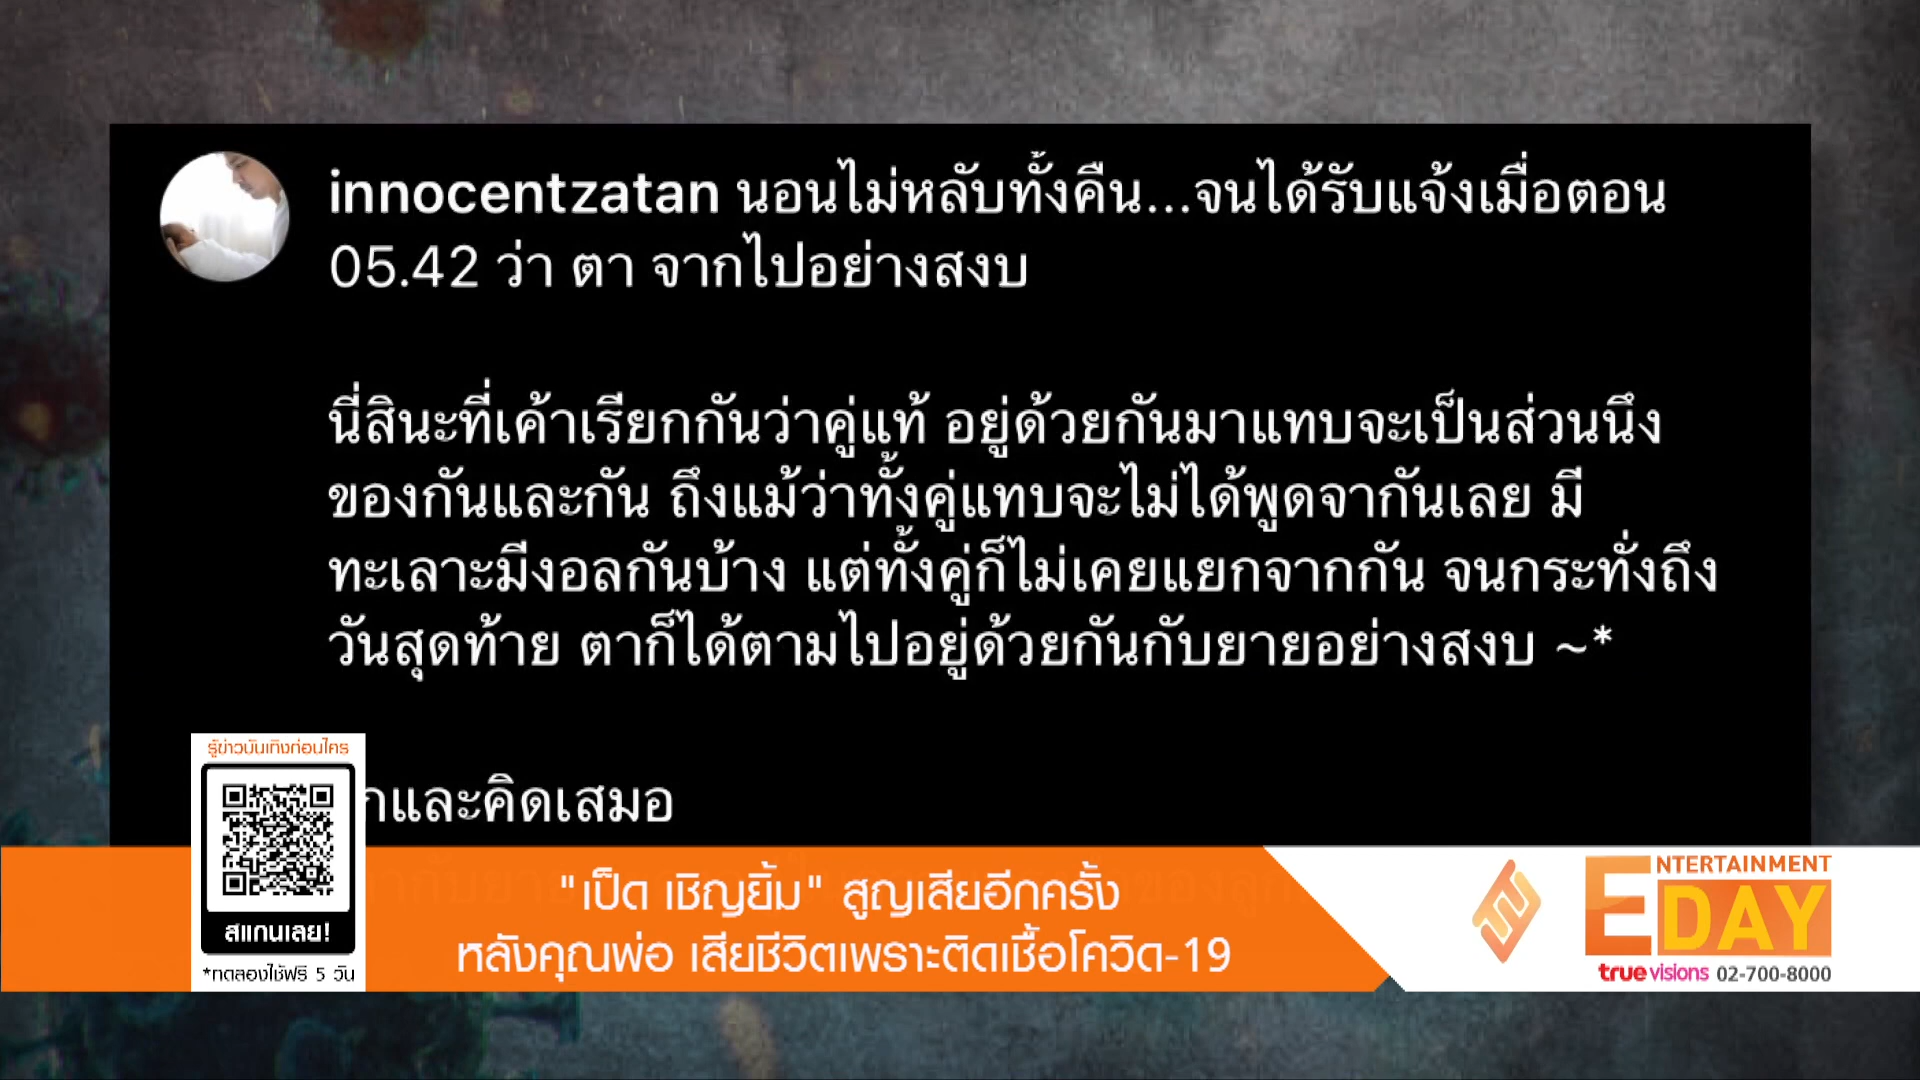 innocentzatan นอนไม่หลับทั้งคืน...จนได้รับแจ้งเมื่อตอน
05.42 ว่า ตา จากไปอย่างสงบ
นี่สินะที่เค้าเรียกกันว่าคู่แท้ อยู่ด้วยกันมาแทบจะเป็นส่วนนึง
ของกันและกัน ถึงแม้ว่าทั้งคู่แทบจะไม่ได้พูดจากันเลย มี
ทะเลาะมีงอลกันบ้าง แต่ทั้งคู่ก็ไม่เคยแยกจากกัน จนกระทั่งถึง
วันสุดท้าย ตาก็ได้ตามไปอยู่ด้วยกันกับยายอย่างสงบ ~*
และคิดเสมอ
รู้ข่าวบันเทิงก่อนใคร
สแกนเลย!
*ทดลองใช้ฟรี 5 วัน
"เป็ด เชิญยิ้ม" สูญเสียอีกครั้ง
หลังคุณพ่อ เสียชีวิตเพราะติดเชื้อโควิด-19
ENTERTAINMENT
DAY
truevisions 02-700-8000